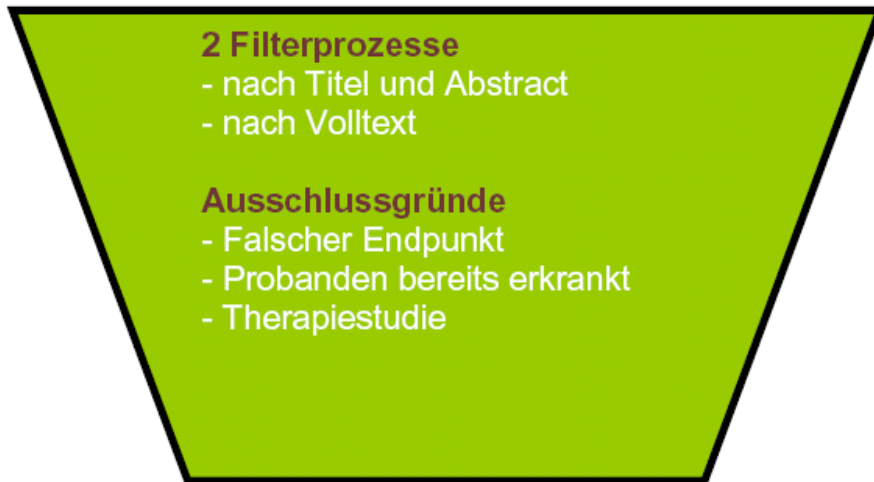 2 Filterprozesse
- nach Titel und Abstract
- nach Volltext
Ausschlussgründe
- Falscher Endpunkt
- Probanden bereits erkrankt
- Therapiestudie